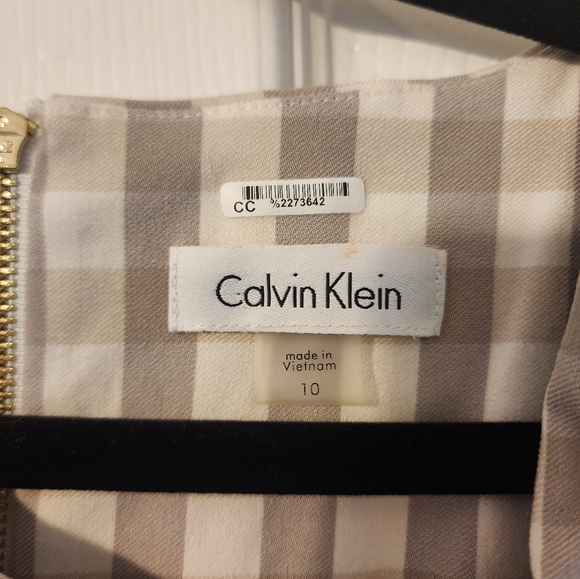 CC %2273642
Calvin Klein
made in
Vietnam
10